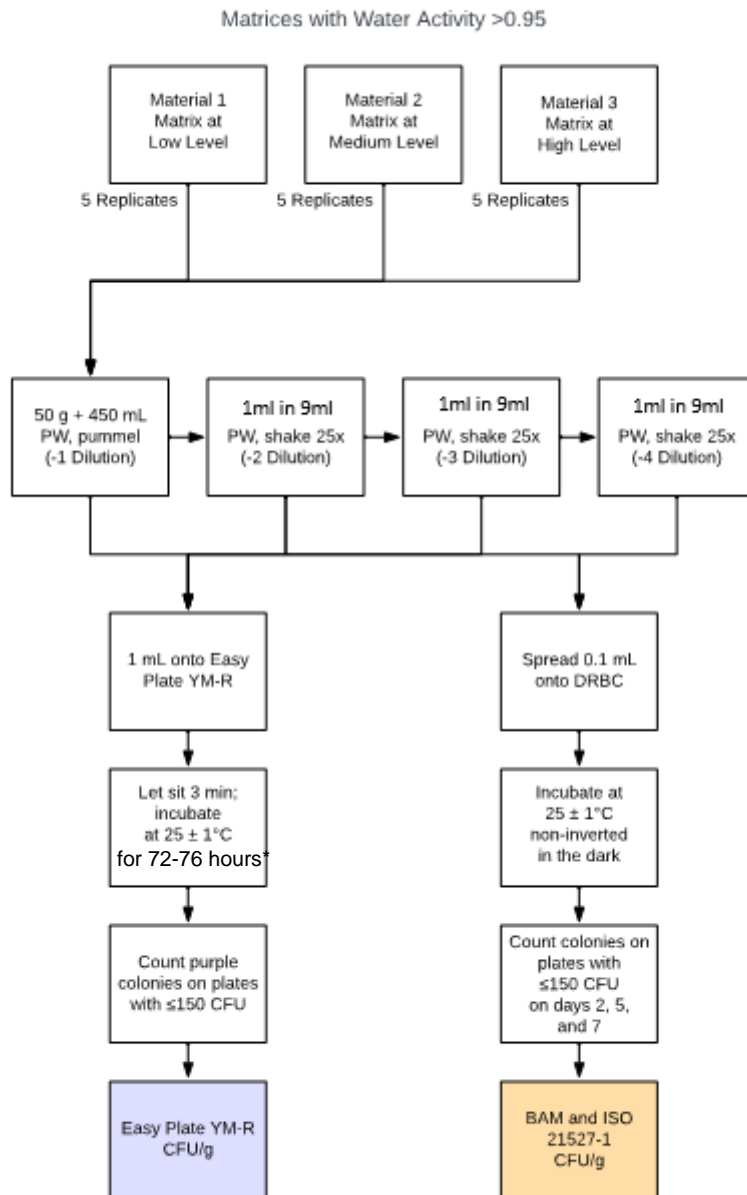 Matrices with Water Activity >0.95
Material 1
Matrix at
Low Level
Material 2
Matrix at
Medium Level
Material 3
Matrix at
High Level
5 Replicates
5 Replicates
5 Replicates
50 g + 450 mL
PW, pummel
(-1 Dilution)
1ml in 9ml
PW, shake 25x
(-2 Dilution)
1ml in 9ml
PW, shake 25x
(-3 Dilution)
1ml in 9ml
PW, shake 25x
(-4 Dilution)
1 mL onto Easy
Plate YM-R
Spread 0.1 mL
onto DRBC
Let sit 3 min;
incubate
at 25 ± 1°C
for 72-76 hours*
Incubate at
25 ± 1°C
non-inverted
in the dark
Count purple
colonies on plates
with ≤150 CFU
Count colonies on
plates with
≤150 CFU
on days 2, 5,
and 7
Easy Plate YM-R
CFU/g
BAM and ISO
21527-1
CFU/g